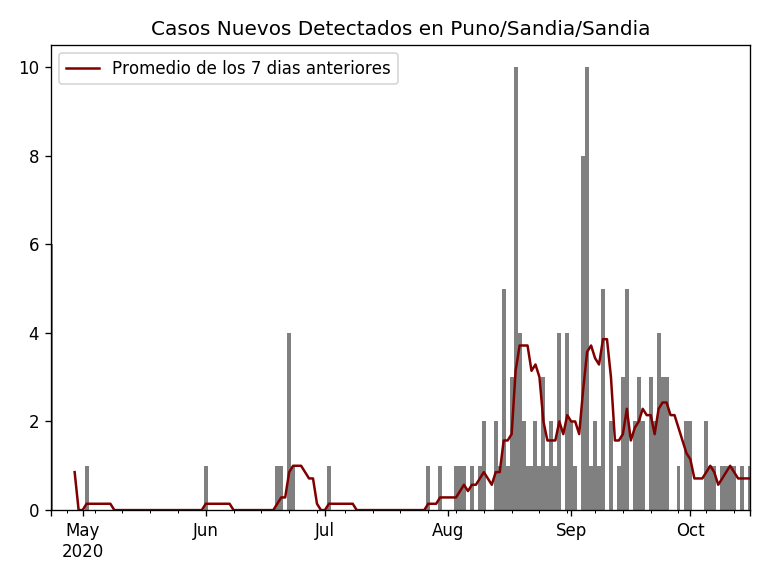 Casos Nuevos Detectados en Puno/Sandia/Sandia
Promedio de los 7 dias anteriores
10
8
6
4
2
0
May Jun Jul Aug Sep Oct
2020